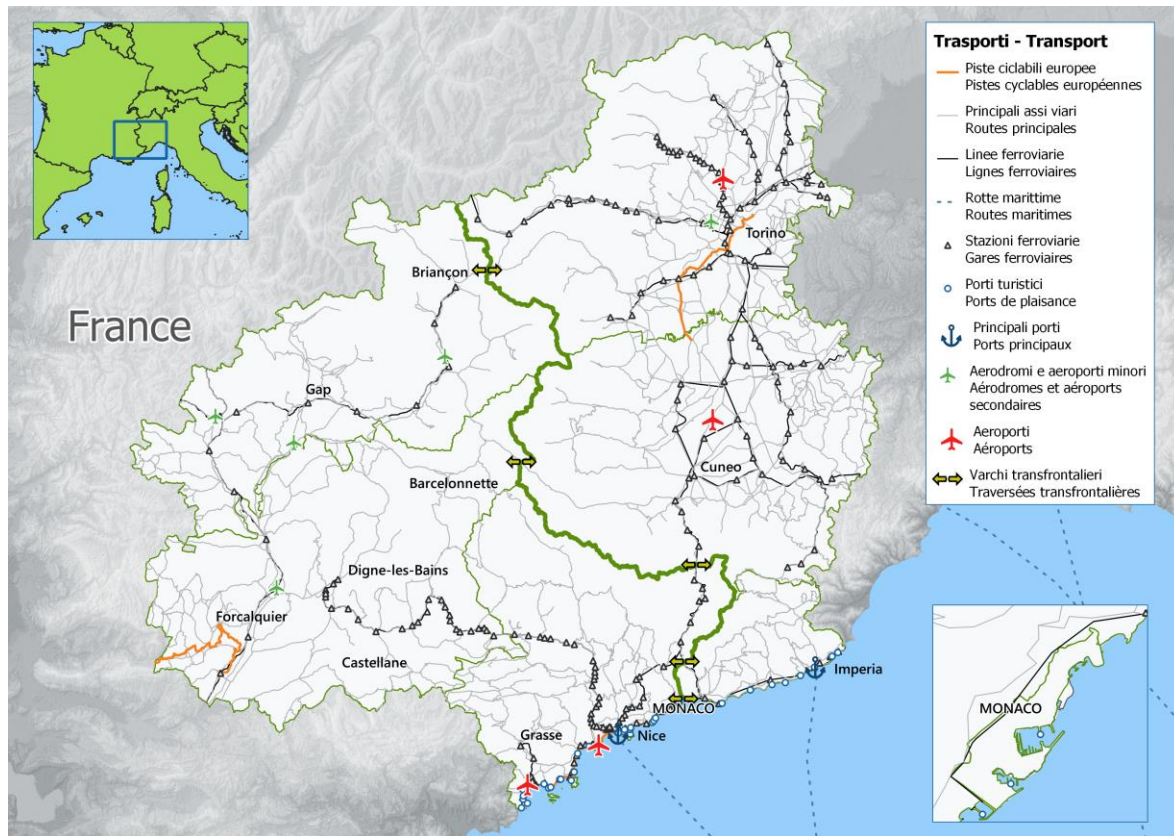 Trasporti - Transport
Piste ciclabili europee
Pistes cyclables européennes
Principali assi viari
Routes principales
Linee ferroviarie
Lignes ferroviaires
Rotte marittime
Routes maritimes
Stazioni ferroviarie
Gares ferroviaires
Porti turistici
Ports de plaisance
Principali porti
Ports principaux
Aerodromi e aeroporti minori
Aérodromes et aéroports
secondaires
Aeroporti
Aéroports
Varchi transfrontalieri
Traversées transfrontalières
Torino
Briançon
France
Gap
Cuneo
Barcelonnette
Digne-les-Bains
Forcalquier
Castellane
Imperia
MONACO
Grasse
Nice
MONACO